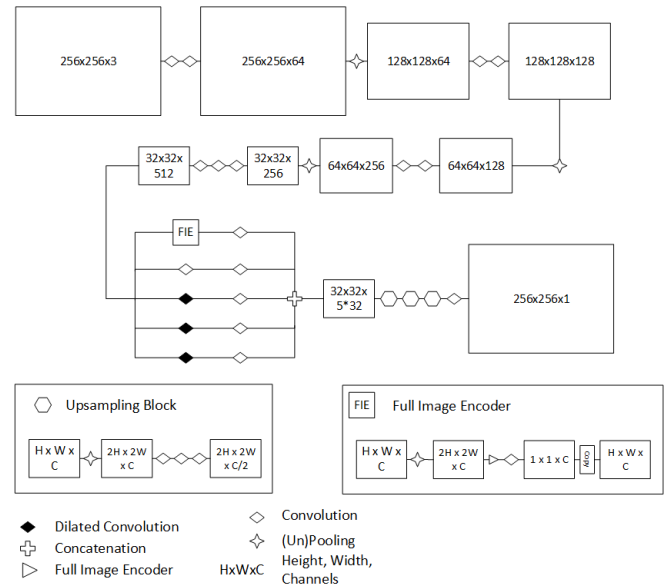 256x256x3
256x256x64
128x128x64
128x128x128
32x32x
512
32x32x
256
64x64x256
64x64x128
FIE
32x32x
5*32
256x256x1
Upsampling Block
H x W x
C
2H x 2W
x C
2H x 2W
x C/2
FIE
Full Image Encoder
H x W x
C
2H x 2W
x C
1 x 1 x C
copy
H x W x
C
Dilated Convolution
Concatenation
Full Image Encoder
Convolution
(Un)Pooling
HxWxC
Height, Width,
Channels